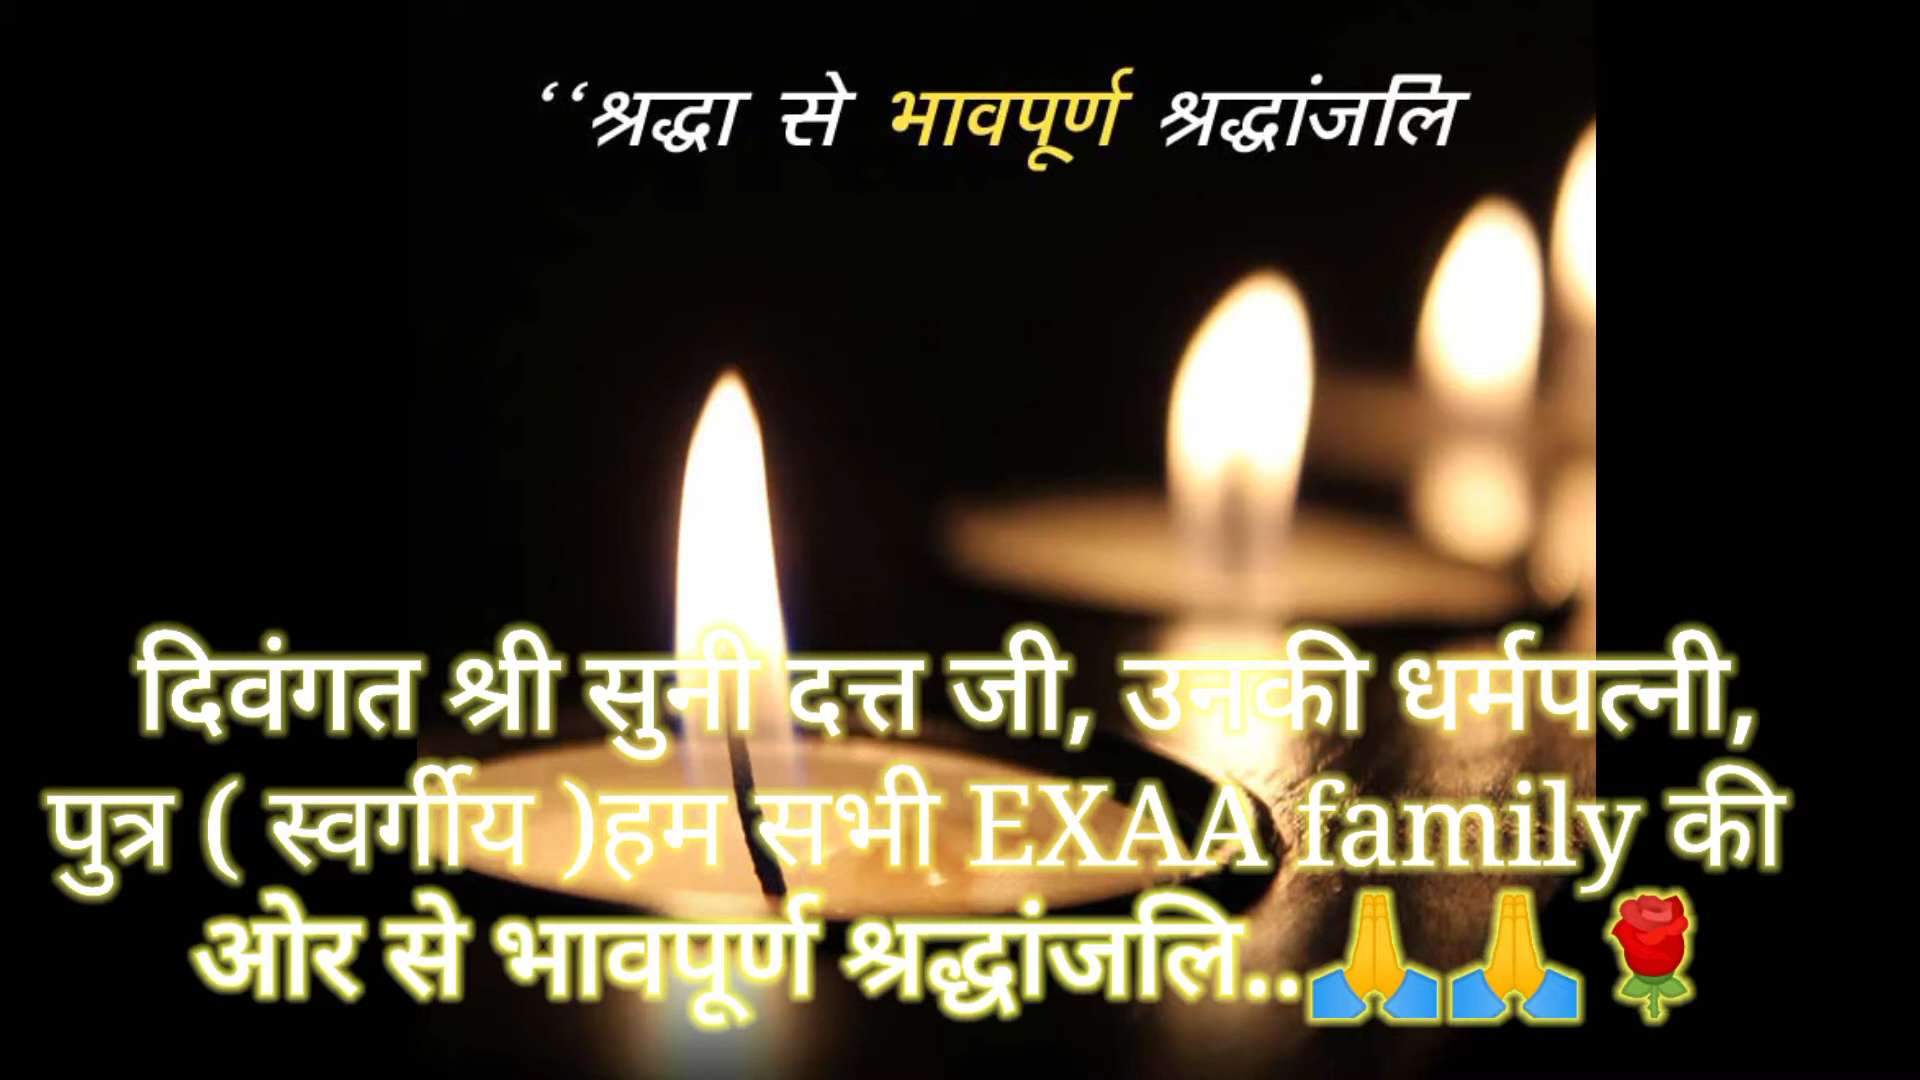 ‘‘श्रद्धा से भावपूर्ण श्रद्धांजलि
दिवंगत श्री सुनी दत्त जी, उनकी धर्मपत्नी,
पुत्र ( स्वर्गीय )हम सभी EXAA family की
ओर से भावपूर्ण श्रद्धांजलि..🙏🙏🌹